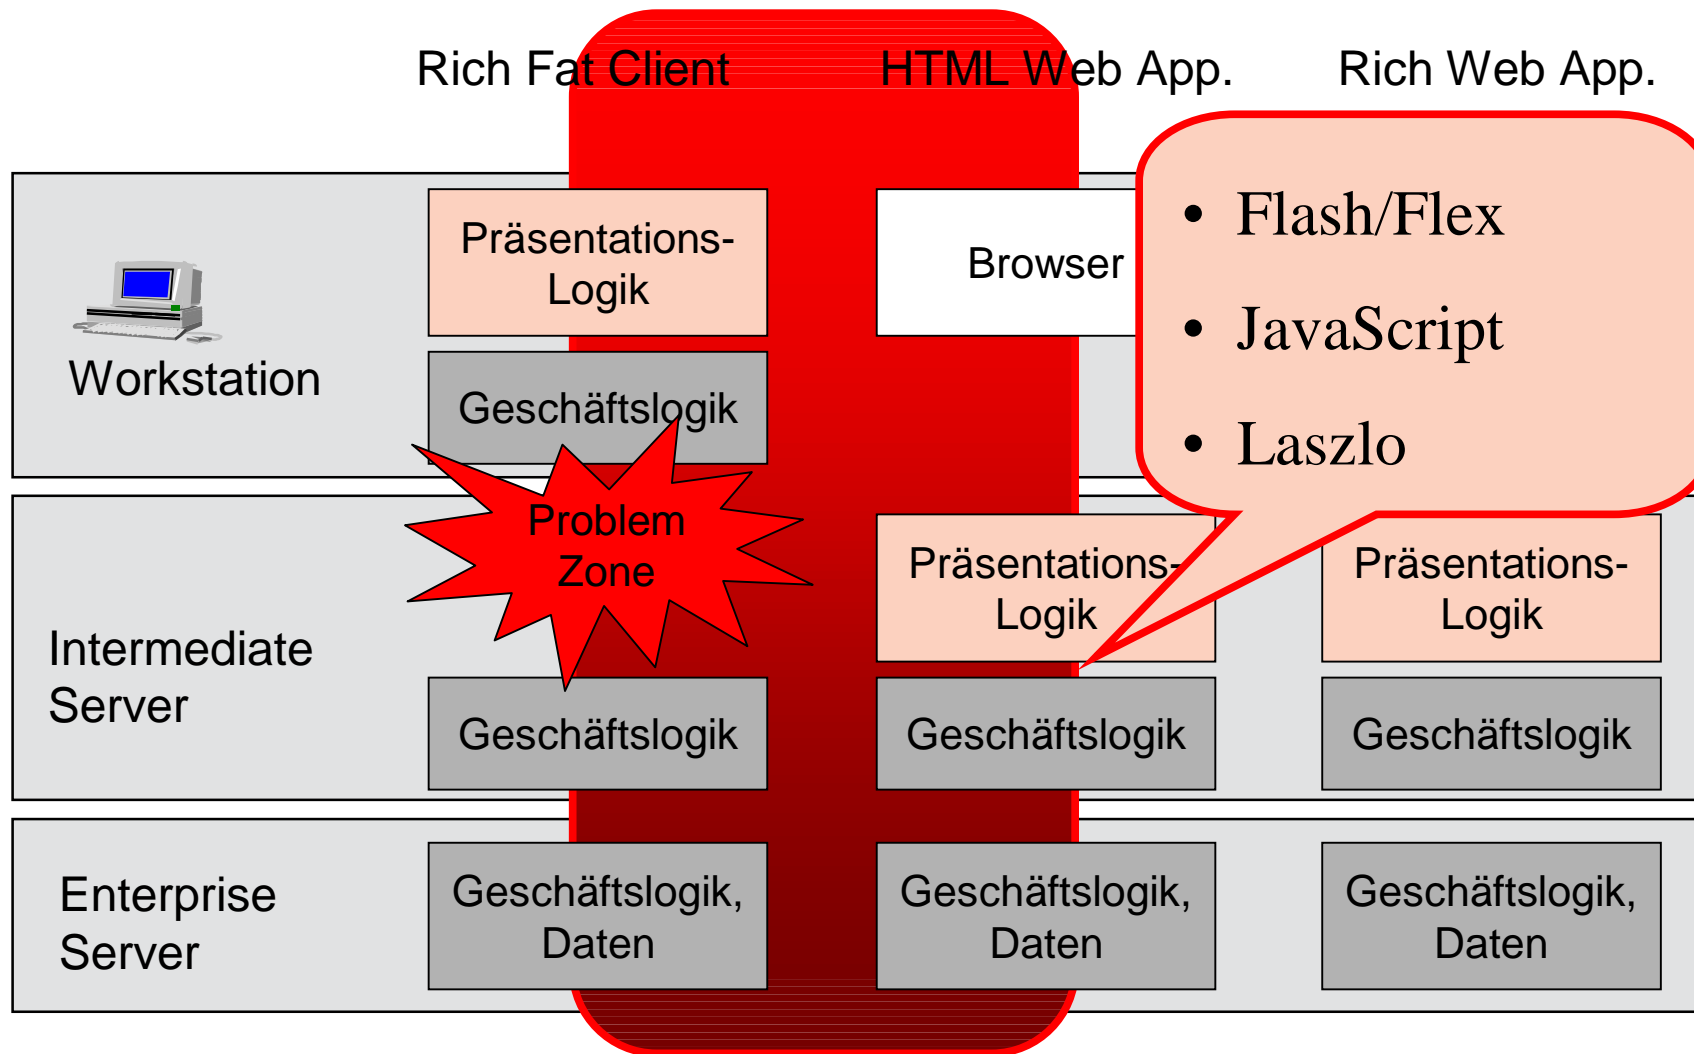 Rich Fat Client HTML Web App. Rich Web App.
Workstation
Präsentations-
Logik
Geschäftslogik
Browser
• Flash/Flex
• JavaScript
• Laszlo
Problem
Zone
Intermediate
Server
Geschäftslogik
Präsentations-
Logik
Geschäftslogik
Präsentations-
Logik
Geschäftslogik
Enterprise
Server
Geschäftslogik,
Daten
Geschäftslogik,
Daten
Geschäftslogik,
Daten